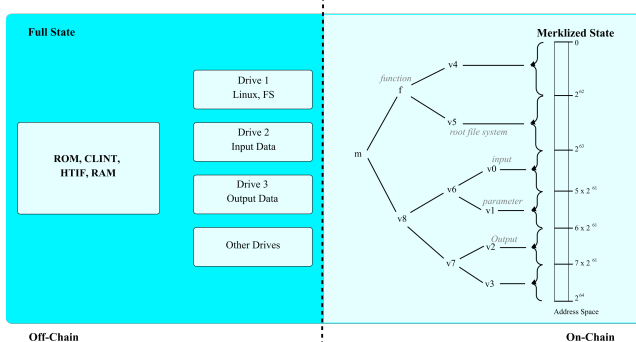 Full State
Merklized State
Drive 1
Linux, FS
Drive 2
Input Data
ROM, CLINT,
HTIF, RAM
Drive 3
Output Data
Other Drives
function
f
v4
v5
root file system
m
input
v0
v6
parameter
v1
v8
Output
v2
v7
v3
0
2^62
2^63
5 x 2^61
6 x 2^61
7 x 2^61
2^64
Address Space
Off-Chain
On-Chain